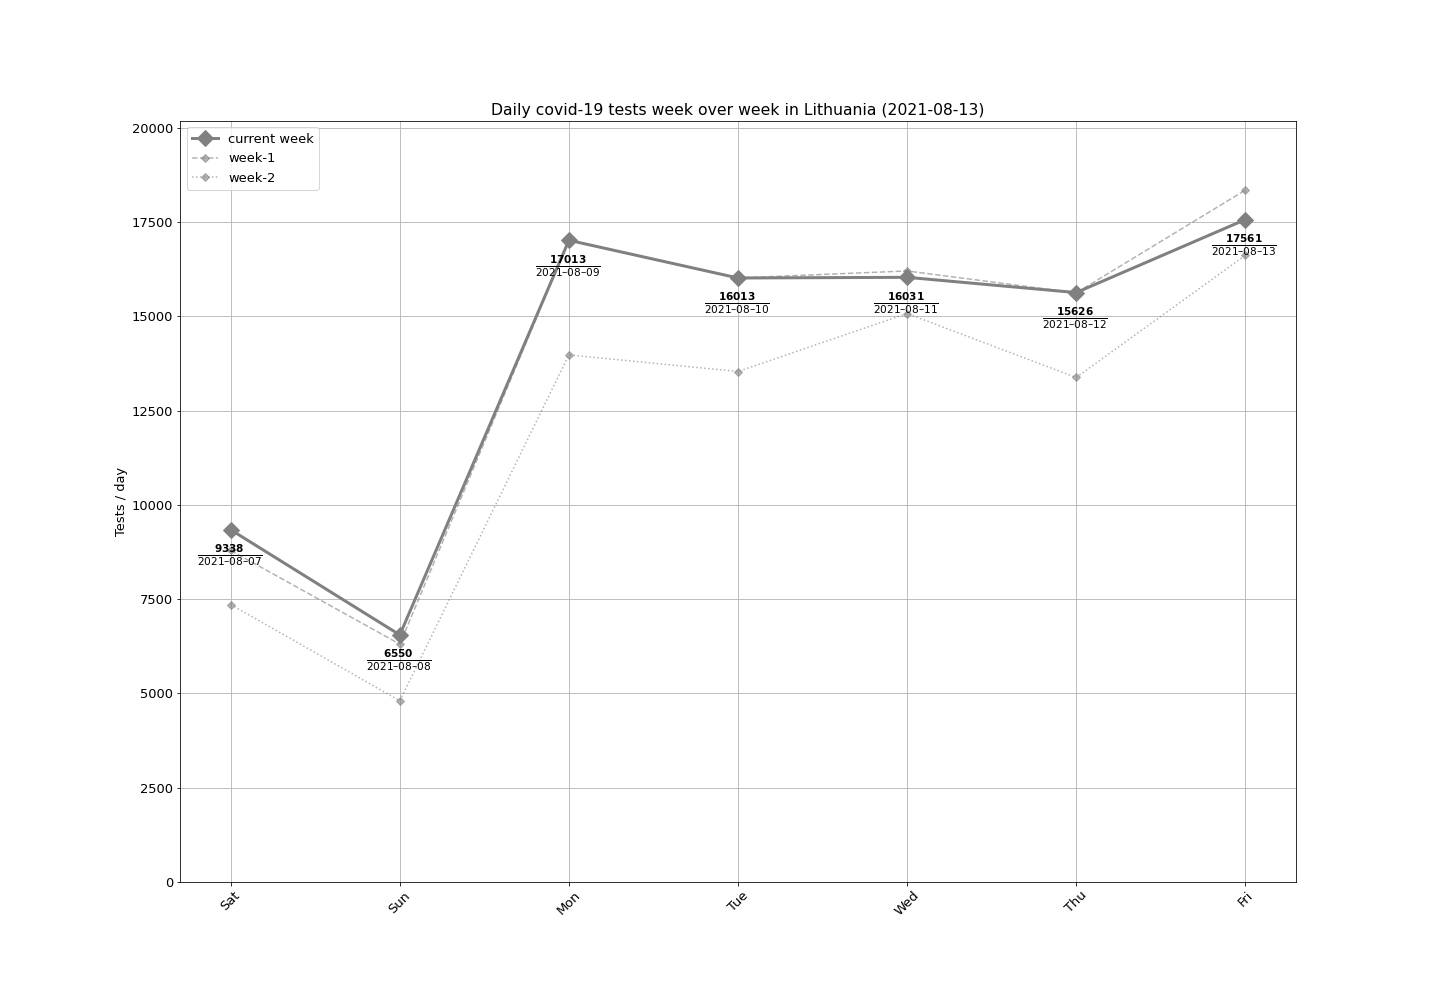 Daily covid-19 tests week over week in Lithuania (2021-08-13)
20000
17500
15000
12500
10000
7500
5000
2500
0
Tests / day
current week
week-1
week-2
9338
2021–08–07
6550
2021–08–08
17013
2021–08–09
16013
2021–08–10
16031
2021–08–11
15626
2021–08–12
17561
2021–08–13
Sat
Sun
Mon
Tue
Wed
Thu
Fri